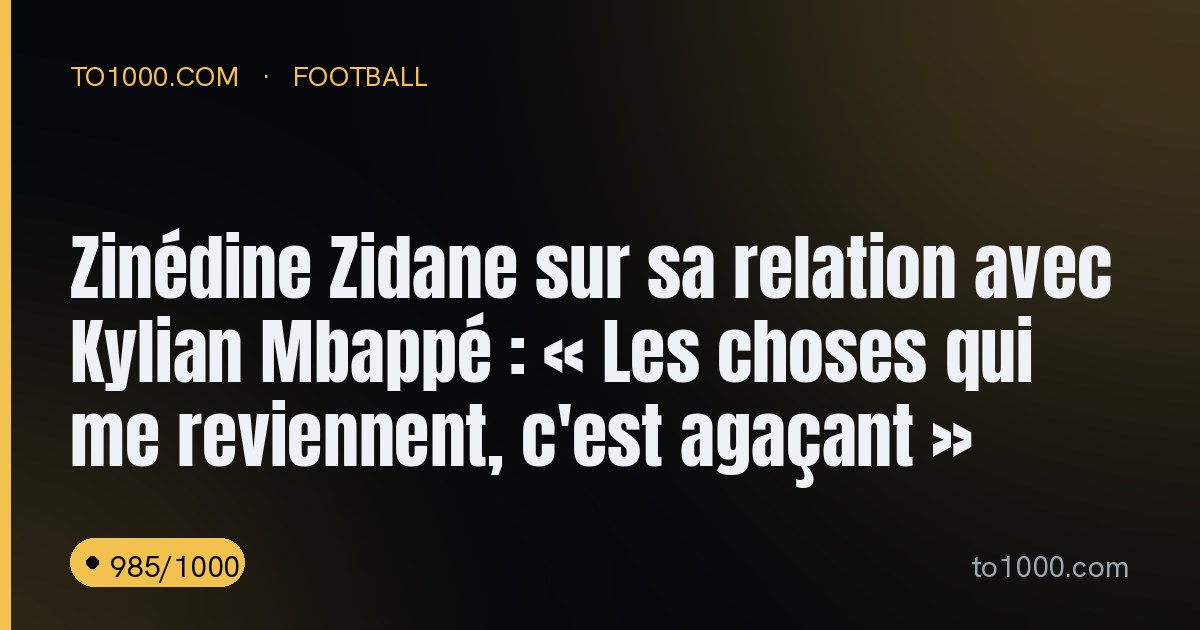 TO1000.COM · FOOTBALL
Zinédine Zidane sur sa relation avec
Kylian Mbappé : « Les choses qui
me reviennent, c'est agaçant »
985/1000
to1000.com